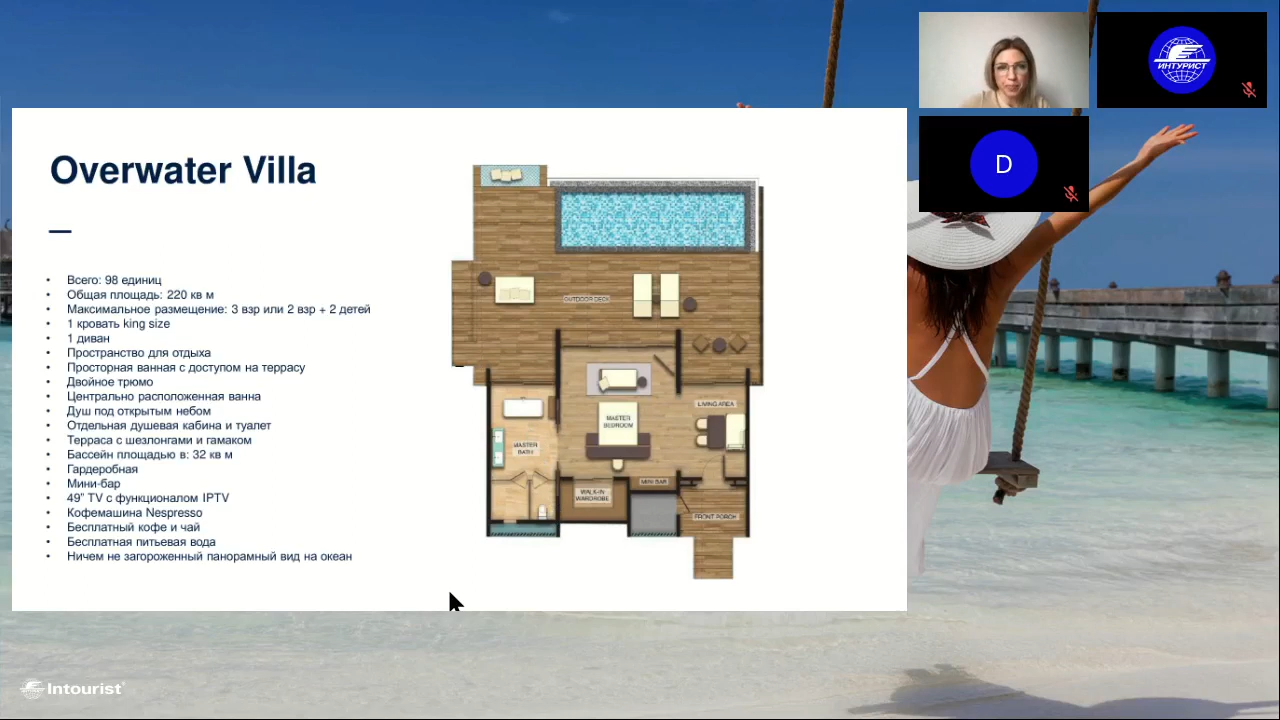 ИНТУРИСТ
D
Overwater Villa
• Всего: 98 единиц
• Общая площадь: 220 кв м
• Максимальное размещение: 3 взр или 2 взр + 2 детей
• 1 кровать king size
• 1 диван
• Пространство для отдыха
• Просторная ванная с доступом на террасу
• Двойное трюмо
• Центрально расположенная ванна
• Душ под открытым небом
• Отдельная душевая кабина и туалет
• Терраса с шезлонгами и гамаком
• Бассейн площадью в: 32 кв м
• Гардеробная
• Мини-бар
• 49” TV с функционалом IPTV
• Кофемашина Nespresso
• Бесплатный кофе и чай
• Бесплатная питьевая вода
• Ничем не загороженный панорамный вид на океан
OUTDOOR DECK
LIVING AREA
MASTER
BEDROOM
MASTER
BATH
MINI BAR
WALK-IN
WARDROBE
FRONT PORCH
Intourist